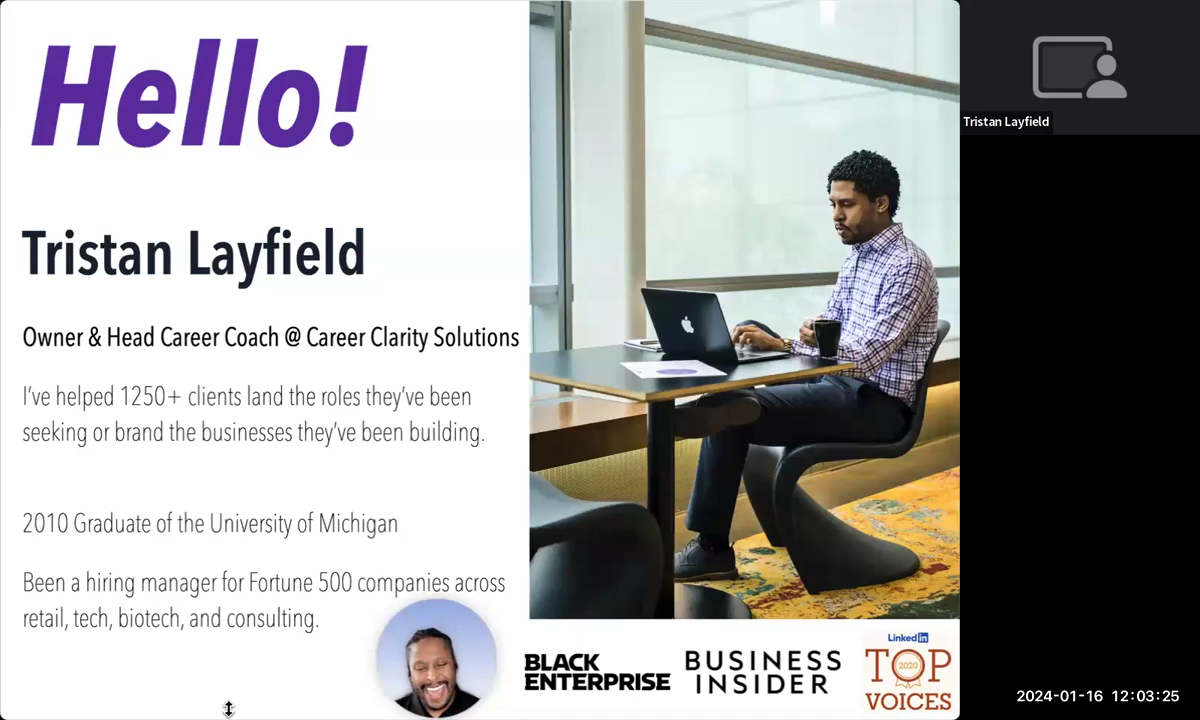 Hello!
Tristan Layfield
Owner & Head Career Coach @ Career Clarity Solutions
I've helped 1250+ clients land the roles they've been
seeking or brand the businesses they've been building.
2010 Graduate of the University of Michigan
Been a hiring manager for Fortune 500 companies across
retail, tech, biotech, and consulting.
BLACK
ENTERPRISE
BUSINESS
INSIDER
Linked in
TOP
2020
VOICES
Tristan Layfield
2024-01-16 12:03:25